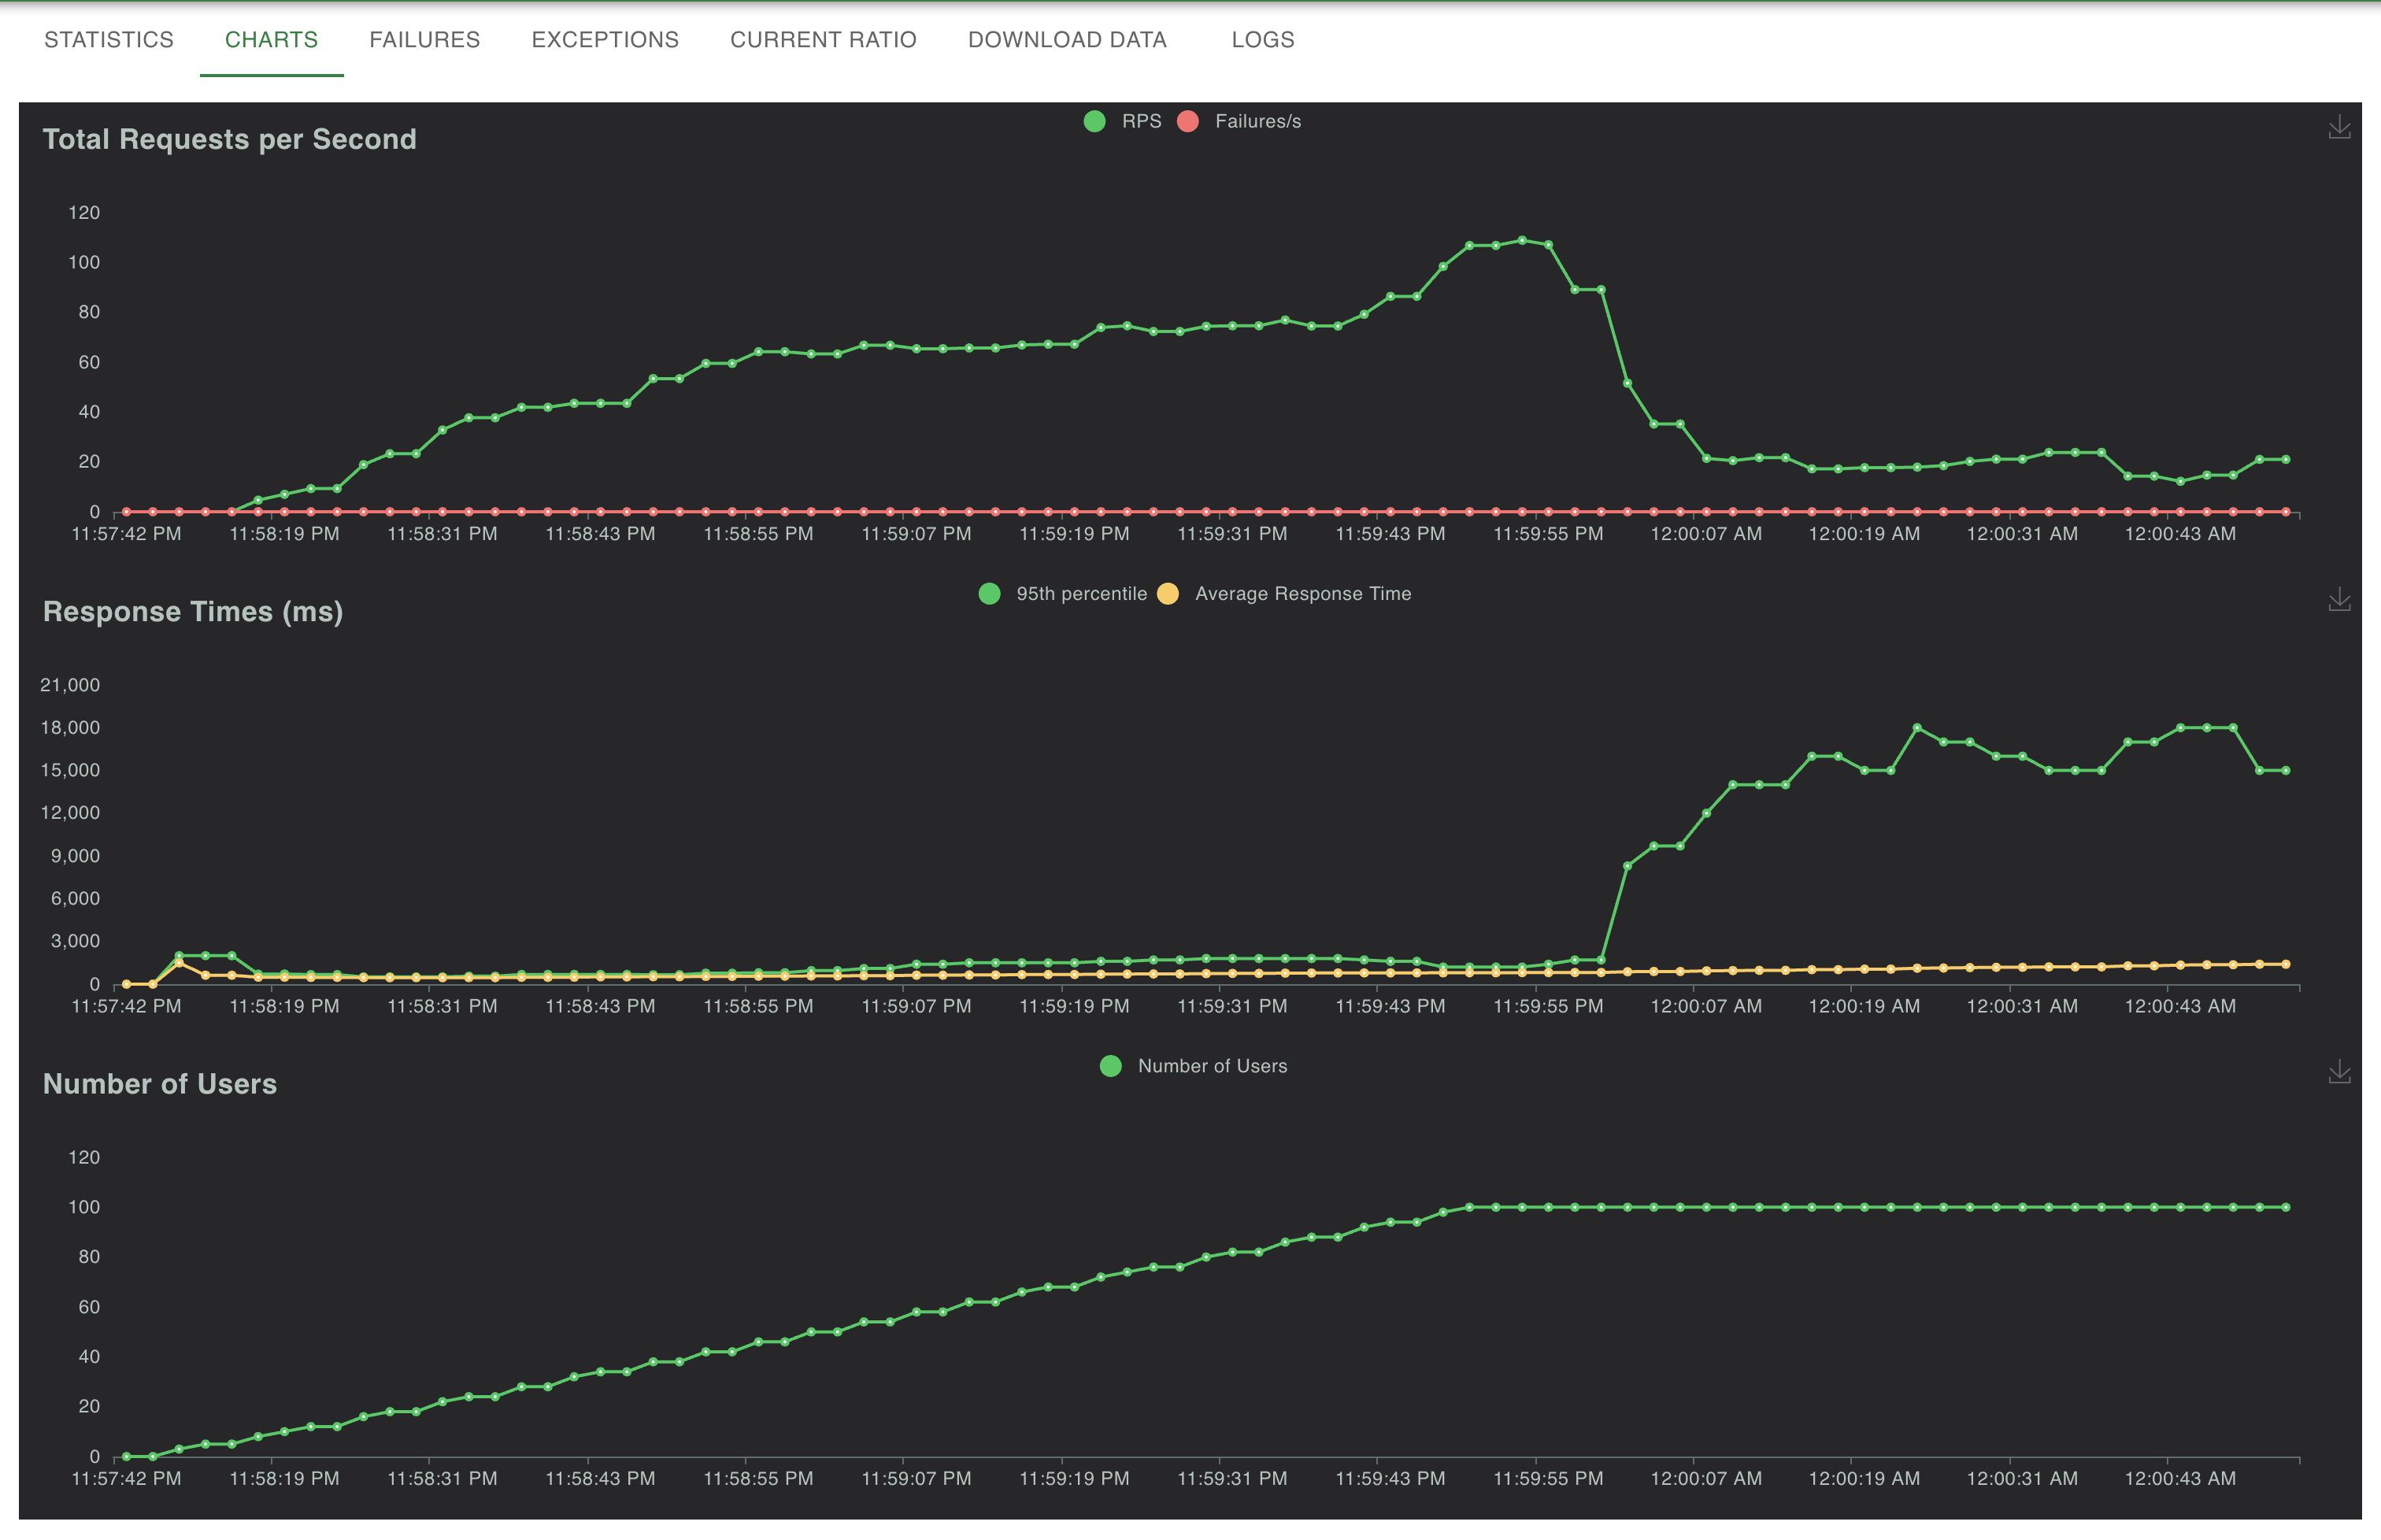 STATISTICS CHARTS FAILURES EXCEPTIONS CURRENT RATIO DOWNLOAD DATA LOGS
Total Requests per Second
RPS Failures/s
120
100
80
60
40
20
0
11:57:42 PM 11:58:19 PM 11:58:31 PM 11:58:43 PM 11:58:55 PM 11:59:07 PM 11:59:19 PM 11:59:31 PM 11:59:43 PM 11:59:55 PM 12:00:07 AM 12:00:19 AM 12:00:31 AM 12:00:43 AM
Response Times (ms)
95th percentile Average Response Time
21,000
18,000
15,000
12,000
9,000
6,000
3,000
0
11:57:42 PM 11:58:19 PM 11:58:31 PM 11:58:43 PM 11:58:55 PM 11:59:07 PM 11:59:19 PM 11:59:31 PM 11:59:43 PM 11:59:55 PM 12:00:07 AM 12:00:19 AM 12:00:31 AM 12:00:43 AM
Number of Users
Number of Users
120
100
80
60
40
20
0
11:57:42 PM 11:58:19 PM 11:58:31 PM 11:58:43 PM 11:58:55 PM 11:59:07 PM 11:59:19 PM 11:59:31 PM 11:59:43 PM 11:59:55 PM 12:00:07 AM 12:00:19 AM 12:00:31 AM 12:00:43 AM